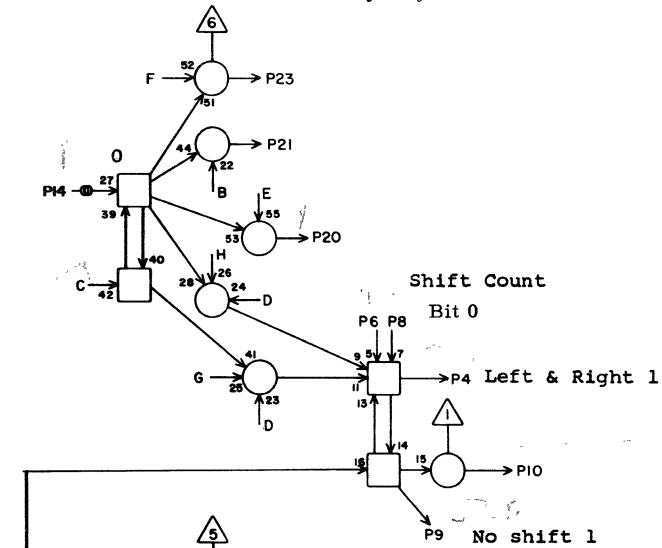 6
52
F
P23
51
44
P21
O
22
27
B
P14
E
39
55
53
P20
40
H
26
C
42
28
24
D
Shift Count
Bit 0
P6 P8
41
9
5
7
G
25
23
11
P4
Left & Right 1
13
D
1
14
16
15
P10
P9
No shift 1
5